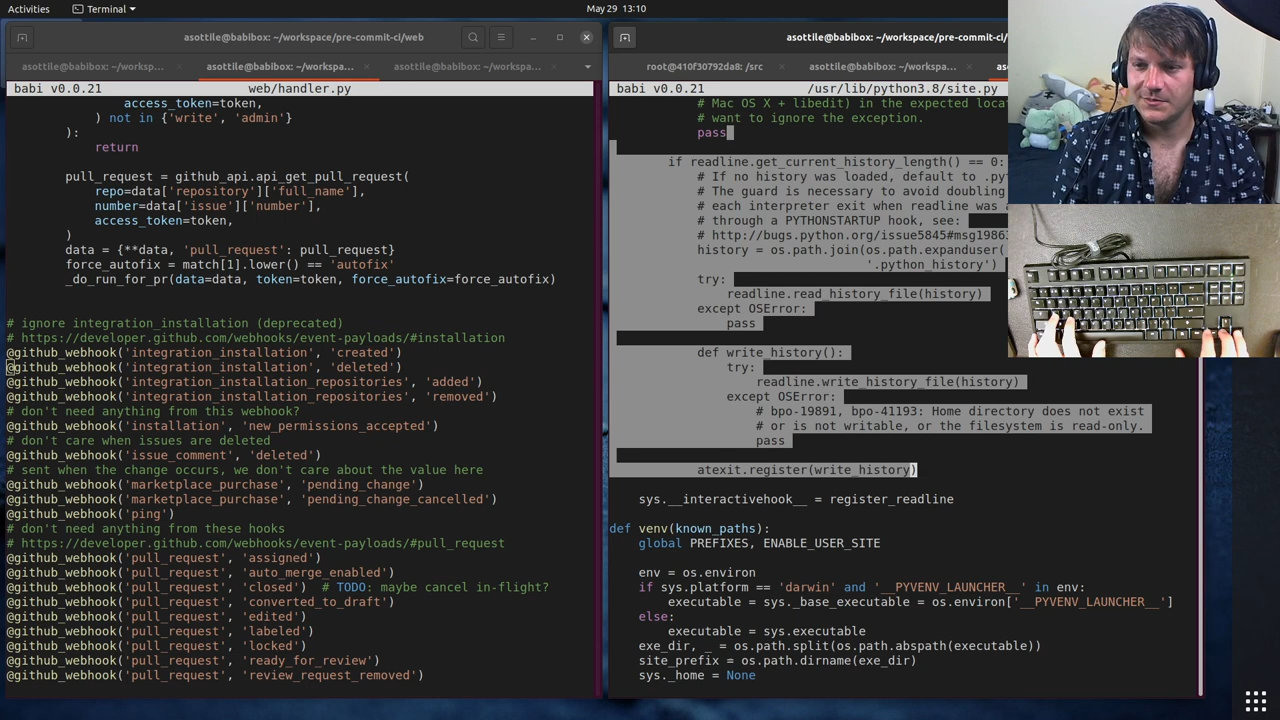 Activities
Terminal
May 29 13:10
asottile@babibox: ~/workspace/pre-commit-ci/web
asottile@babibox: ~/worksp...
asottile@babibox: ~/workspa...
asottile@babibox: ~/workspac...
babi v0.0.21 web/handler.py
access_token=token,
) not in {'write', 'admin'}
):
return
pull_request = github_api.api_get_pull_request(
repo=data['repository']['full_name'],
number=data['issue']['number'],
access_token=token,
)
data = {**data, 'pull_request': pull_request}
force_autofix = match[1].lower() == 'autofix'
_do_run_for_pr(data=data, token=token, force_autofix=force_autofix)
# ignore integration_installation (deprecated)
# https://developer.github.com/webhooks/event-payloads/#installation
@github_webhook('integration_installation', 'created')
@github_webhook('integration_installation', 'deleted')
@github_webhook('integration_installation_repositories', 'added')
@github_webhook('integration_installation_repositories', 'removed')
# don't need anything from this webhook?
@github_webhook('installation', 'new_permissions_accepted')
# don't care when issues are deleted
@github_webhook('issue_comment', 'deleted')
# sent when the change occurs, we don't care about the value here
@github_webhook('marketplace_purchase', 'pending_change')
@github_webhook('marketplace_purchase', 'pending_change_cancelled')
@github_webhook('ping')
# don't need anything from these hooks
# https://developer.github.com/webhooks/event-payloads/#pull_request
@github_webhook('pull_request', 'assigned')
@github_webhook('pull_request', 'auto_merge_enabled')
@github_webhook('pull_request', 'closed')  # TODO: maybe cancel in-flight?
@github_webhook('pull_request', 'converted_to_draft')
@github_webhook('pull_request', 'edited')
@github_webhook('pull_request', 'labeled')
@github_webhook('pull_request', 'locked')
@github_webhook('pull_request', 'ready_for_review')
@github_webhook('pull_request', 'review_request_removed')
asottile@babibox: ~/workspace/pre-commit-ci/
root@410f30792da8: /src
asottile@babibox: ~/workspac...
babi v0.0.21 /usr/lib/python3.8/site.py
# Mac OS X + libedit) in the expected
# want to ignore the exception.
pass
if readline.get_current_history_length() == 0:
# If no history was loaded, default to
# The guard is necessary to avoid doubling
# each interpreter exit when readline was
# through a PYTHONSTARTUP hook, see:
# http://bugs.python.org/issue5845#msg1986
history = os.path.join(os.path.expanduser(
'.python_history')
try:
readline.read_history_file(history)
except OSError:
pass
def write_history():
try:
readline.write_history_file(history)
except OSError:
# bpo-19891, bpo-41193: Home directory does not exist
# or is not writable, or the filesystem is read-only.
pass
atexit.register(write_history)
sys.__interactivehook__ = register_readline
def venv(known_paths):
global PREFIXES, ENABLE_USER_SITE
env = os.environ
if sys.platform == 'darwin' and '__PYVENV_LAUNCHER__' in env:
executable = sys._base_executable = os.environ['__PYVENV_LAUNCHER__']
else:
executable = sys.executable
exe_dir, _ = os.path.split(os.path.abspath(executable))
site_prefix = os.path.dirname(exe_dir)
sys._home = None